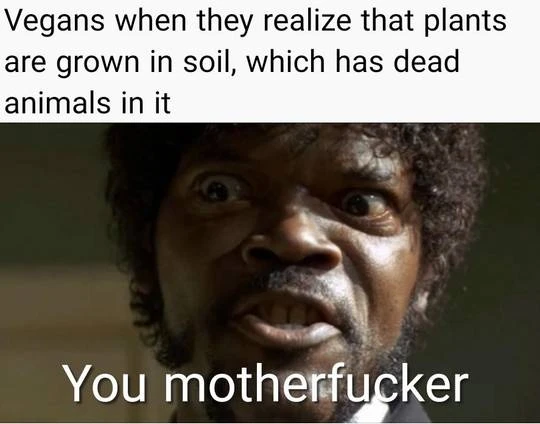 Vegans when they realize that plants
are grown in soil, which has dead
animals in it
You motherfucker